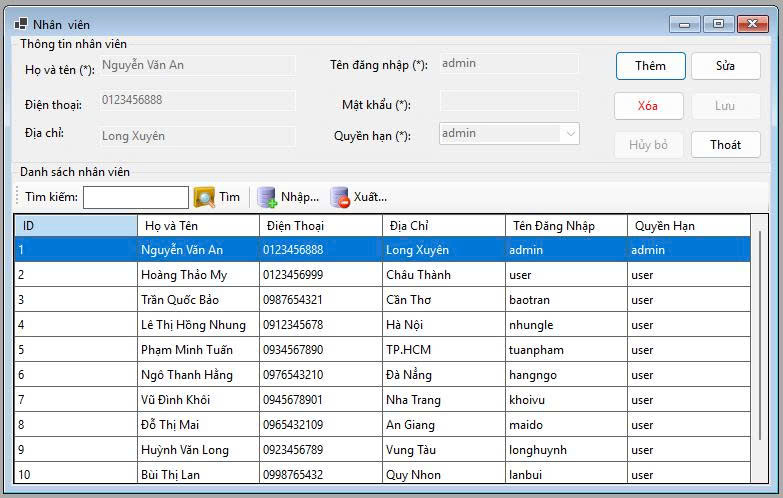 Nhân viên
Thông tin nhân viên
Họ và tên (*): Nguyễn Văn An Tên đăng nhập (*): admin Thêm Sửa
Điện thoại: 0123456888 Mật khẩu (*): Xóa Lưu
Địa chỉ: Long Xuyên Quyền hạn (*): admin Hủy bỏ Thoát
Danh sách nhân viên
Tìm kiếm: Tìm Nhập... Xuất...
ID Họ và Tên Điện Thoại Địa Chỉ Tên Đăng Nhập Quyền Hạn
1 Nguyễn Văn An 0123456888 Long Xuyên admin admin
2 Hoàng Thảo My 0123456999 Châu Thành user user
3 Trần Quốc Bảo 0987654321 Cần Thơ baotran user
4 Lê Thị Hồng Nhung 0912345678 Hà Nội nhungle user
5 Phạm Minh Tuấn 0934567890 TP.HCM tuanpham user
6 Ngô Thanh Hằng 0976543210 Đà Nẵng hangngo user
7 Vũ Đình Khôi 0945678901 Nha Trang khoivu user
8 Đỗ Thị Mai 0965432109 An Giang maido user
9 Huỳnh Văn Long 0923456789 Vung Tàu longhuynh user
10 Bùi Thị Lan 0998765432 Quy Nhon lanbui user